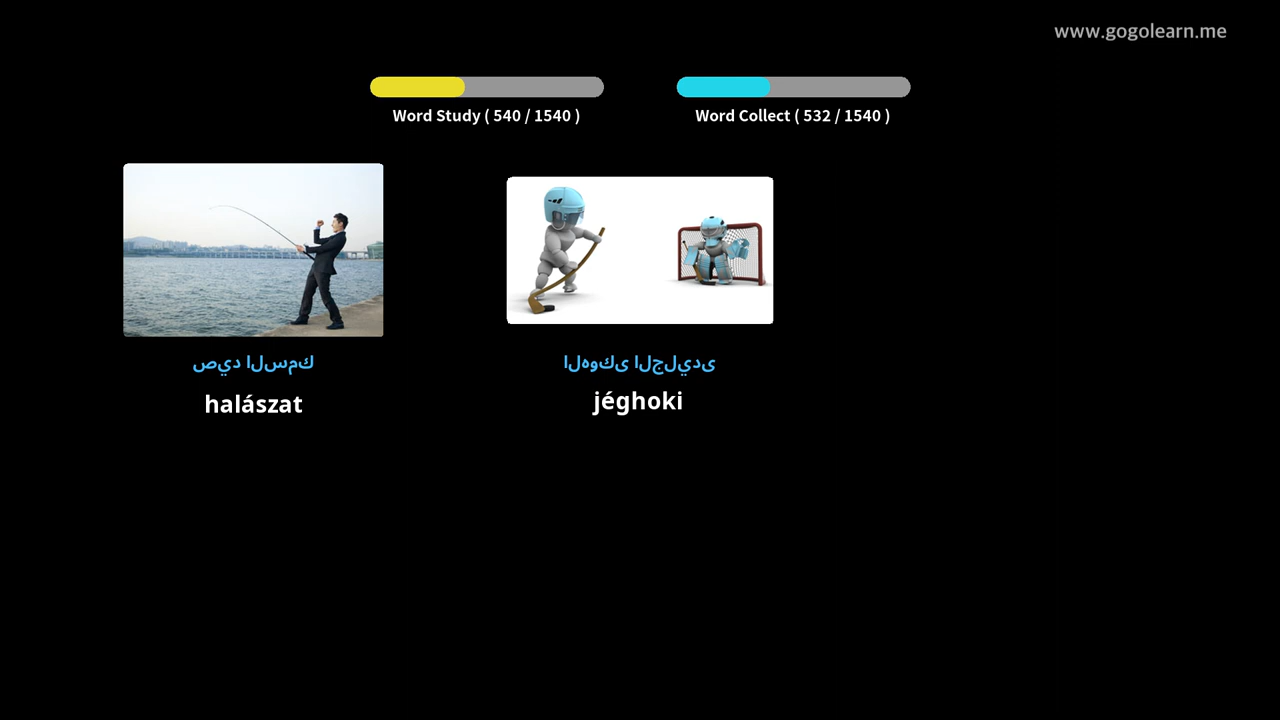 www.gogolearn.me
Word Study ( 540 / 1540 )
Word Collect ( 532 / 1540 )
صيد السمك
الهوكى الجليدى
halászat
jéghoki